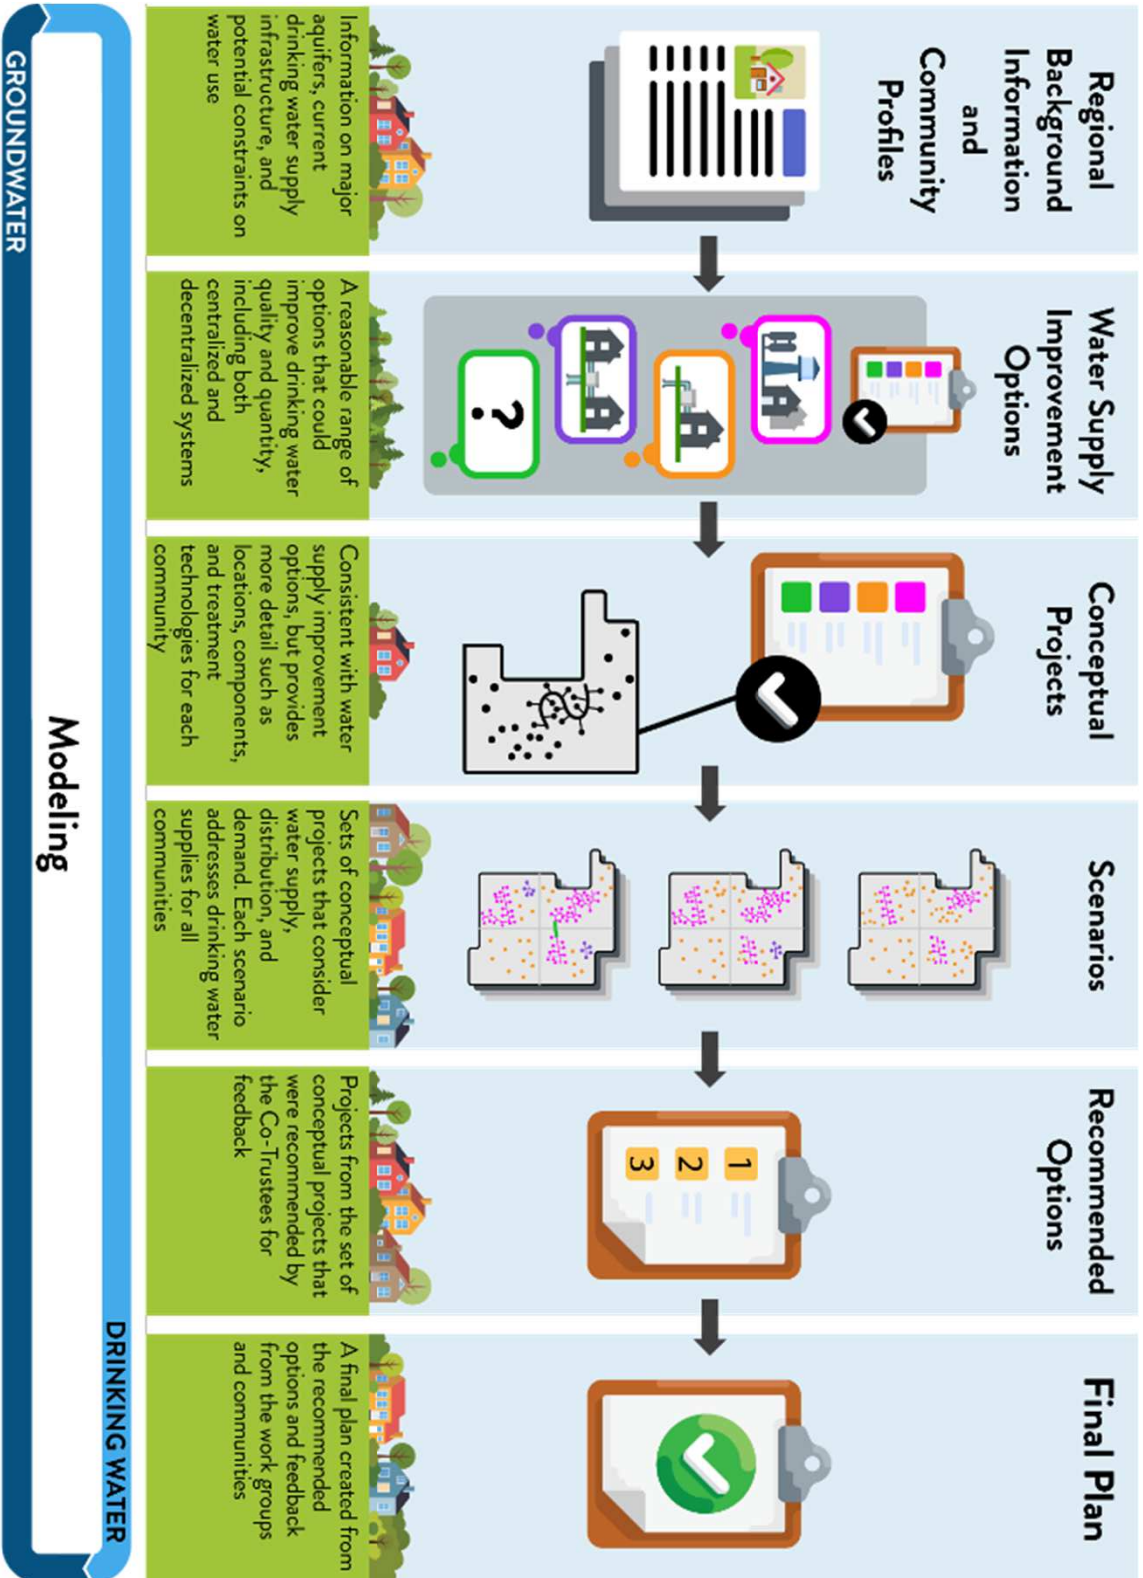 Regional
Background
Information
and
Community
Profiles
Information on major
aquifers, current
drinking water supply
infrastructure, and
potential constraints on
water use
Water Supply
Improvement
Options
?
A reasonable range of
options that could
improve drinking water
quality and quantity,
including both
centralized and
decentralized systems
Conceptual
Projects
Consistent with water
supply improvement
options, but provides
more detail such as
locations, components,
and treatment
technologies for each
community
Scenarios
Sets of conceptual
projects that consider
water supply,
distribution, and
demand. Each scenario
addresses drinking water
supplies for all
communities
Recommended
Options
1
2
3
Projects from the set of
conceptual projects that
were recommended by
the Co-Trustees for
feedback
Final Plan
A final plan created from
the recommended
options and feedback
from the work groups
and communities
DRINKING WATER
Modeling
GROUNDWATER